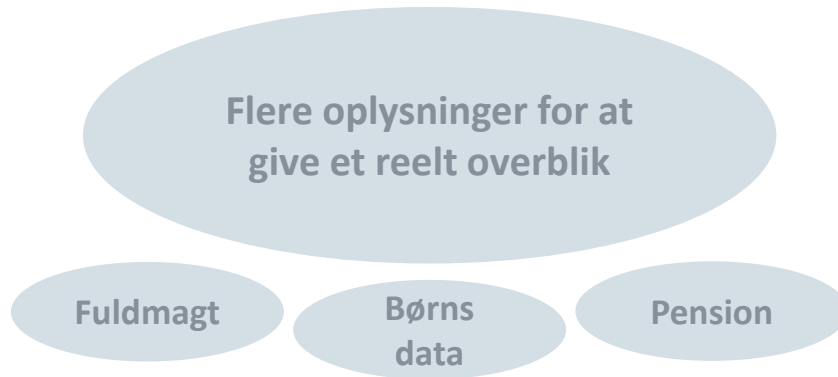 Flere oplysninger for at
give et reelt overblik
Fuldmagt
Børns
data
Pension